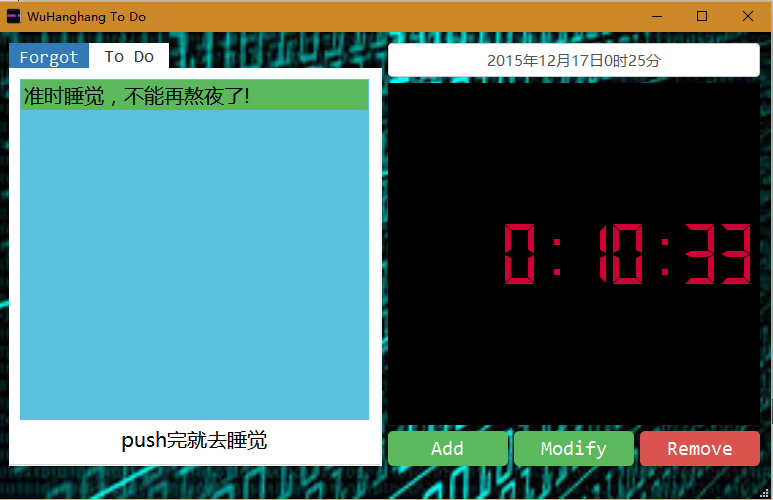 WuHanghang To Do
Forgot
To Do
准时睡觉，不能再熬夜了!
push完就去睡觉
2015年12月17日0时25分
0:10:33
Add
Modify
Remove